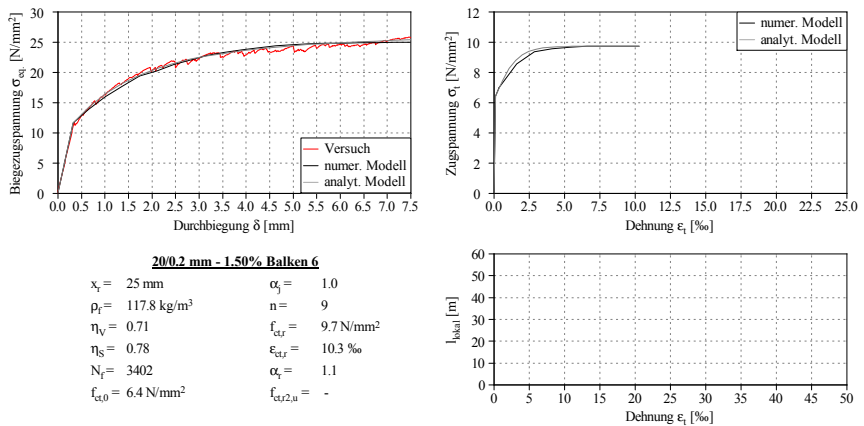 Biegezugspannung σeq. [N/mm²]
30
25
20
15
10
5
0
0.0 0.5 1.0 1.5 2.0 2.5 3.0 3.5 4.0 4.5 5.0 5.5 6.0 6.5 7.0 7.5
Durchbiegung δ [mm]
Versuch
numer. Modell
analyt. Modell
Zugspannung σt [N/mm²]
12
10
8
6
4
2
0
0.0 2.5 5.0 7.5 10.0 12.5 15.0 17.5 20.0 22.5 25.0
Dehnung εt [‰]
numer. Modell
analyt. Modell
20/0.2 mm - 1.50% Balken 6
xr = 25 mm αj = 1.0
ρf = 117.8 kg/m³ n = 9
ηV = 0.71 fct,r = 9.7 N/mm²
ηS = 0.78 εct,r = 10.3 ‰
Nf = 3402 αr = 1.1
fct,0 = 6.4 N/mm² fct,r2,u = -
llokal [m]
60
50
40
30
20
10
0
0 5 10 15 20 25 30 35 40 45 50
Dehnung εt [‰]